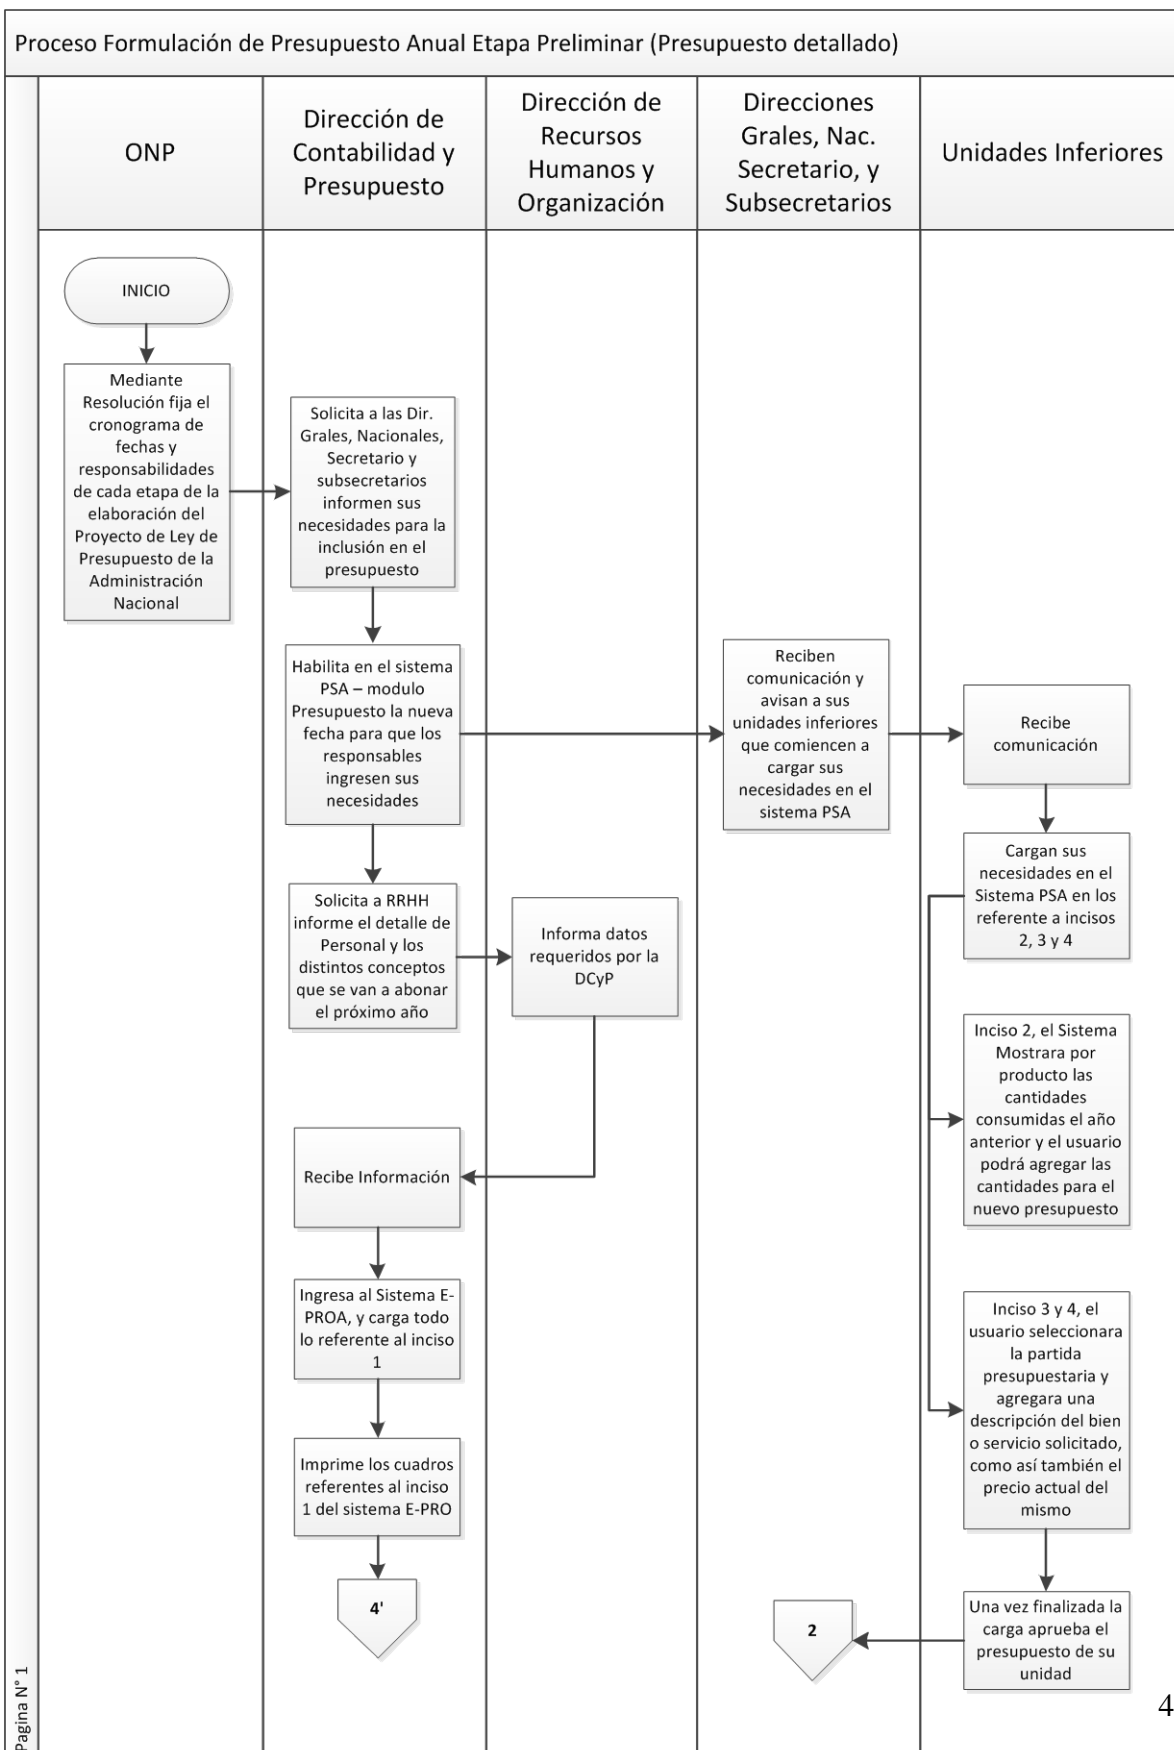 Proceso Formulación de Presupuesto Anual Etapa Preliminar (Presupuesto detallado)
ONP
Dirección de
Contabilidad y
Presupuesto
Dirección de
Recursos
Humanos y
Organización
Direcciones
Grales, Nac.
Secretario, y
Subsecretarios
Unidades Inferiores
INICIO
Mediante
Resolución fija el
cronograma de
fechas y
responsabilidades
de cada etapa de la
elaboración del
Proyecto de Ley de
Presupuesto de la
Administración
Nacional
Solicita a las Dir.
Grales, Nacionales,
Secretario y
subsecretarios
informen sus
necesidades para la
inclusión en el
presupuesto
Habilita en el sistema
PSA – modulo
Presupuesto la nueva
fecha para que los
responsables
ingresen sus
necesidades
Reciben
comunicación y
avisan a sus
unidades inferiores
que comiencen a
cargar sus
necesidades en el
sistema PSA
Recibe
comunicación
Cargan sus
necesidades en el
Sistema PSA en los
referente a incisos
2, 3 y 4
Solicita a RRHH
informe el detalle de
Personal y los
distintos conceptos
que se van a abonar
el próximo año
Informa datos
requeridos por la
DCyP
Inciso 2, el Sistema
Mostrara por
producto las
cantidades
consumidas el año
anterior y el usuario
podrá agregar las
cantidades para el
nuevo presupuesto
Recibe Información
Ingresa al Sistema E-
PROA, y carga todo
lo referente al inciso
1
Inciso 3 y 4, el
usuario seleccionara
la partida
presupuestaria y
agregara una
descripción del bien
o servicio solicitado,
como así también el
precio actual del
mismo
Imprime los cuadros
referentes al inciso
1 del sistema E-PRO
4'
Una vez finalizada la
carga aprueba el
presupuesto de su
unidad
2
Pagina N° 1
4